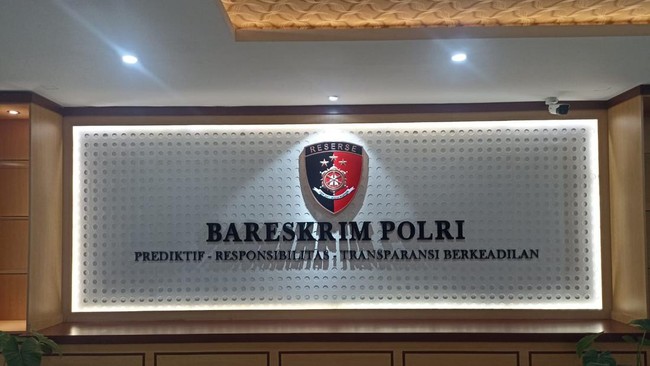 RESERSE
BARESKRIM POLRI
PREDIKTIF - RESPONSIBILITAS - TRANSPARANSI BERKEADILAN